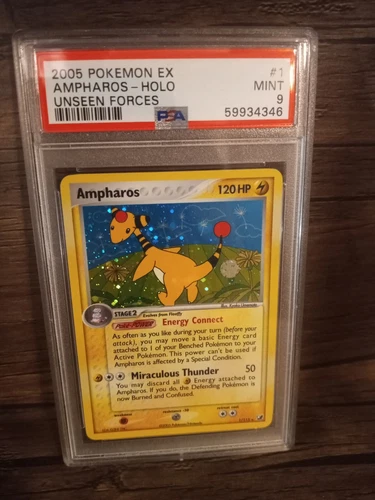 2005 POKEMON EX #1
AMPHAROS - HOLO MINT
UNSEEN FORCES 9
PSA 59934346
Ampharos 120 HP
STAGE 2 Evolves from Flaaffy
POKé-POWER Energy Connect
As often as you like during your turn (before your
attack), you may move a basic Energy card
attached to 1 of your Benched Pokémon to your
Active Pokémon. This power can't be used if
Ampharos is affected by a Special Condition.
Miraculous Thunder 50
You may discard all Energy attached to
Ampharos. If you do, the Defending Pokémon is
now Burned and Confused.